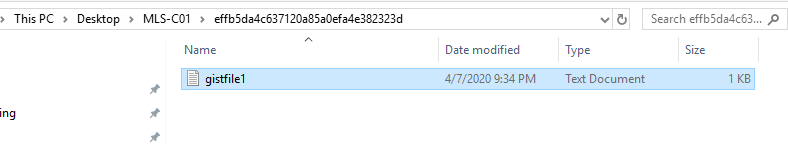 This PC > Desktop > MLS-C01 > effb5da4c637120a85a0efa4e382323d
Search effb5da4c63...
Name Date modified Type Size
gistfile1 4/7/2020 9:34 PM Text Document 1 KB
ing